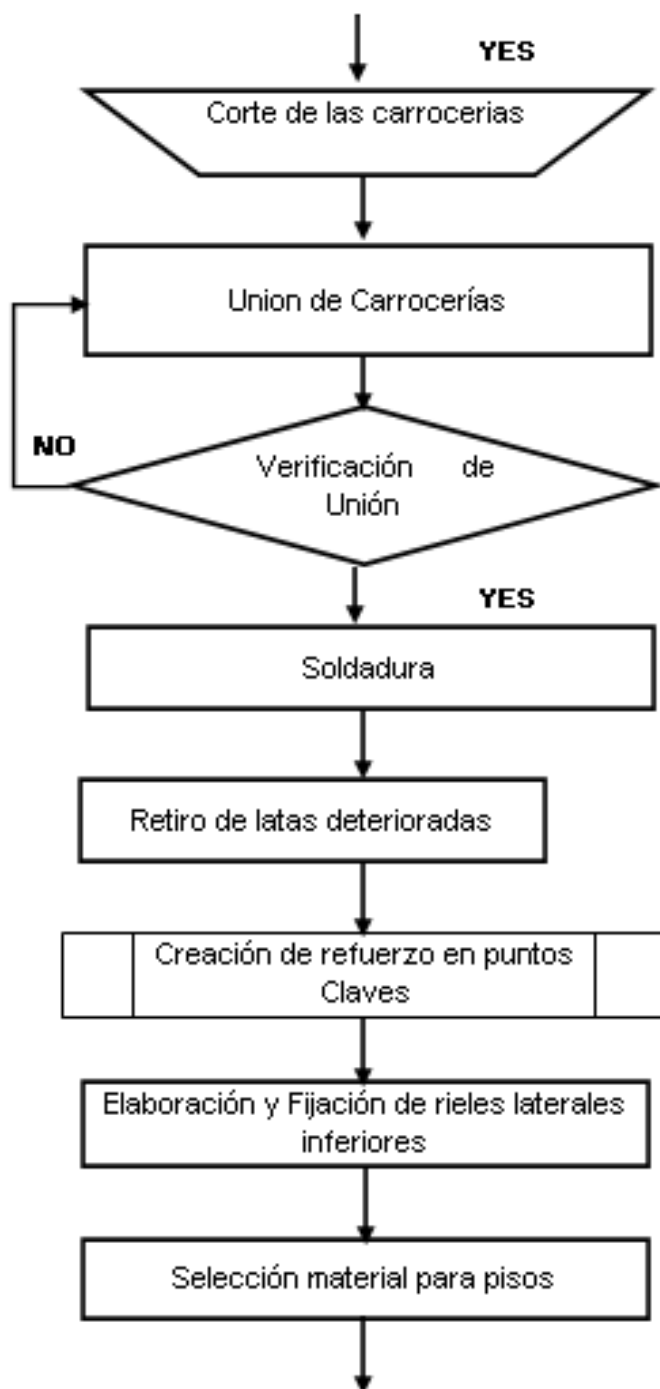 YES
Corte de las carrocerias
Union de Carrocerías
NO
Verificación de
Unión
YES
Soldadura
Retiro de latas deterioradas
Creación de refuerzo en puntos
Claves
Elaboración y Fijación de rieles laterales
inferiores
Selección material para pisos